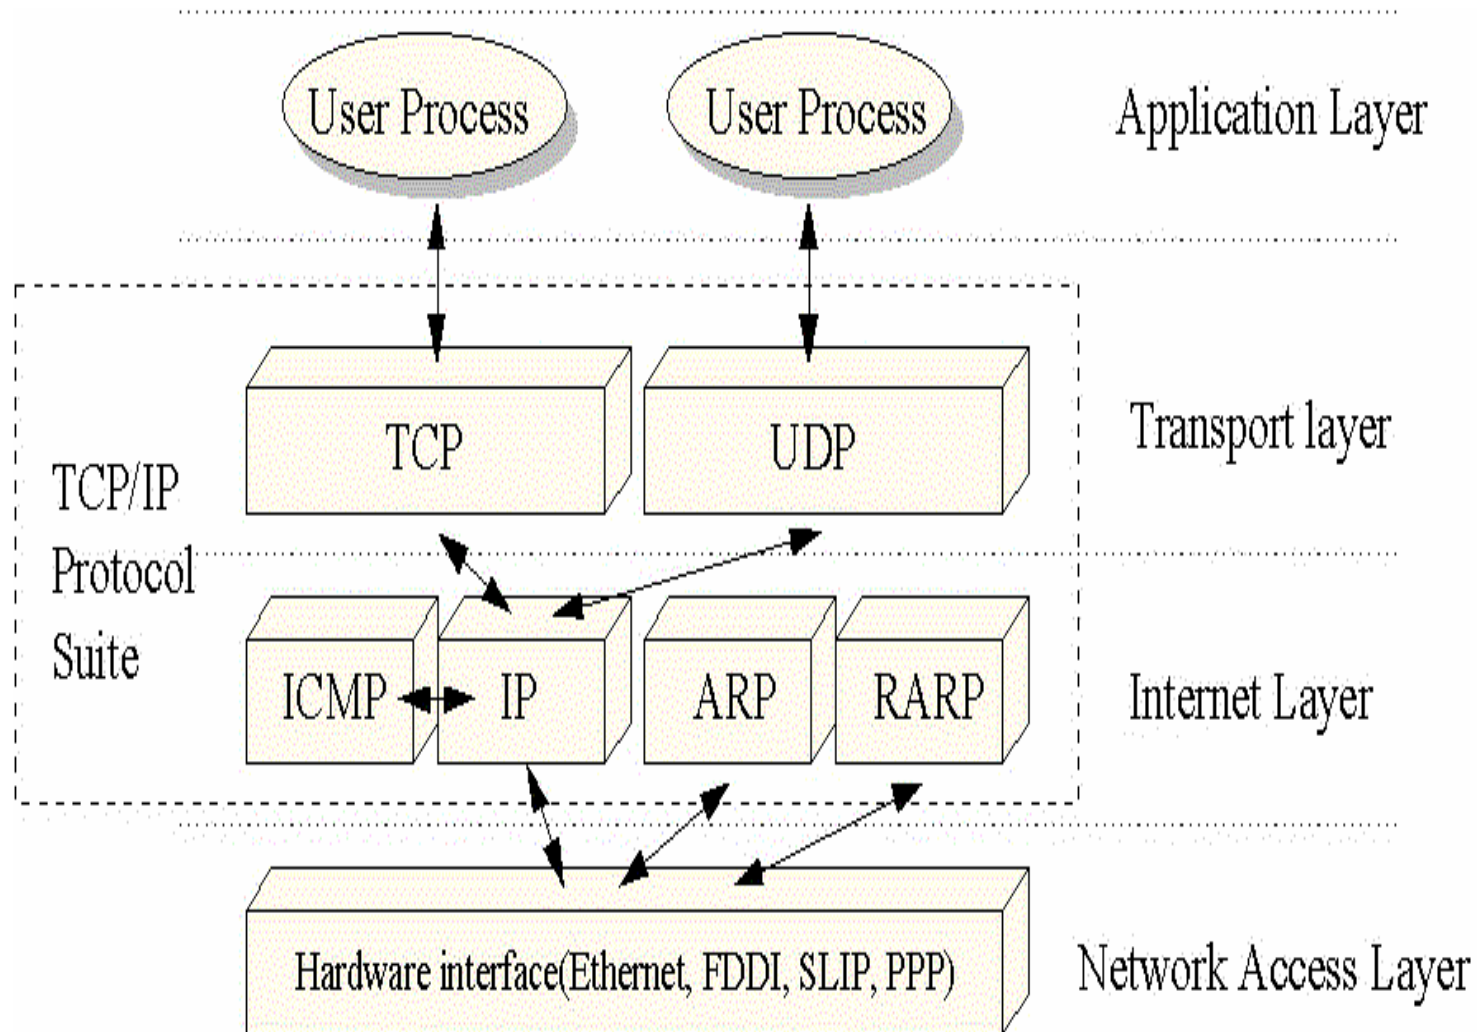 User Process
User Process
Application Layer
TCP
UDP
Transport layer
TCP/IP
Protocol
Suite
ICMP
IP
ARP
RARP
Internet Layer
Hardware interface(Ethernet, FDDI, SLIP, PPP)
Network Access Layer